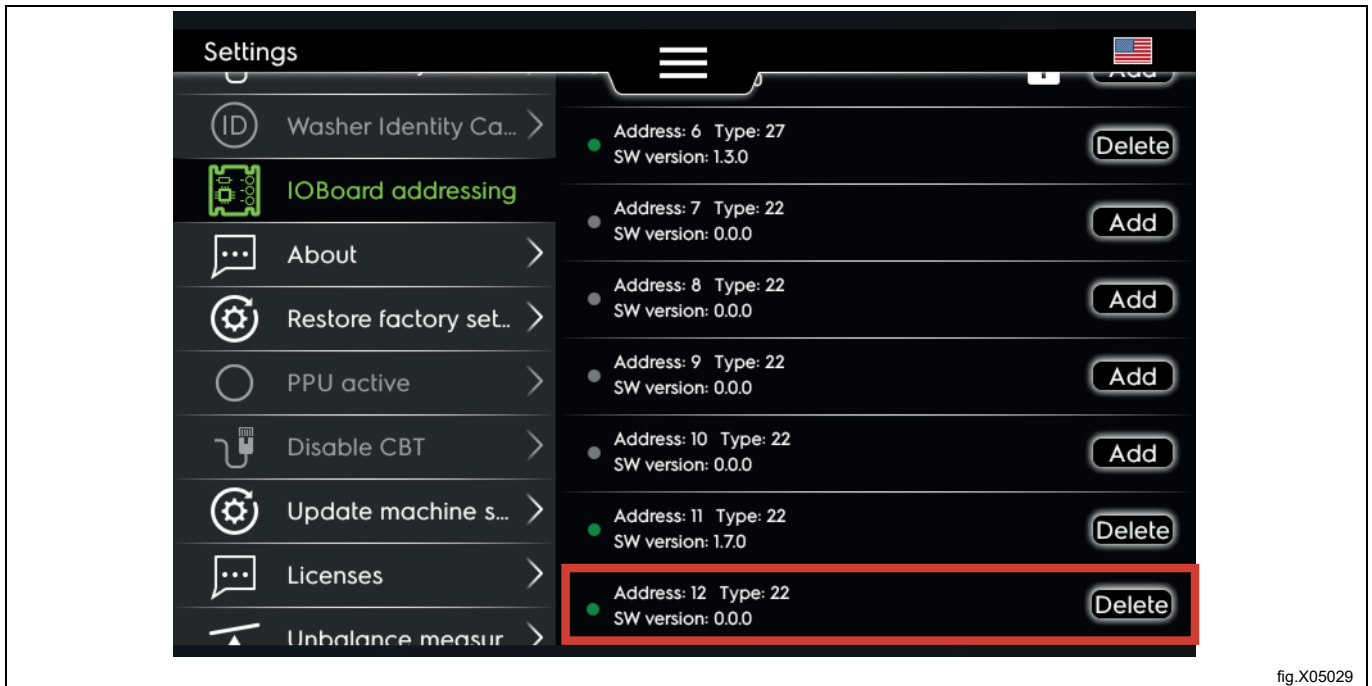 Settings
ID
Washer Identity Ca...
IOBoard addressing
About
Restore factory set...
PPU active
Disable CBT
Update machine s...
Licenses
Unbalance measur
Add
Address: 6 Type: 27
SW version: 1.3.0
Delete
Address: 7 Type: 22
SW version: 0.0.0
Add
Address: 8 Type: 22
SW version: 0.0.0
Add
Address: 9 Type: 22
SW version: 0.0.0
Add
Address: 10 Type: 22
SW version: 0.0.0
Add
Address: 11 Type: 22
SW version: 1.7.0
Delete
Address: 12 Type: 22
SW version: 0.0.0
Delete
fig.X05029